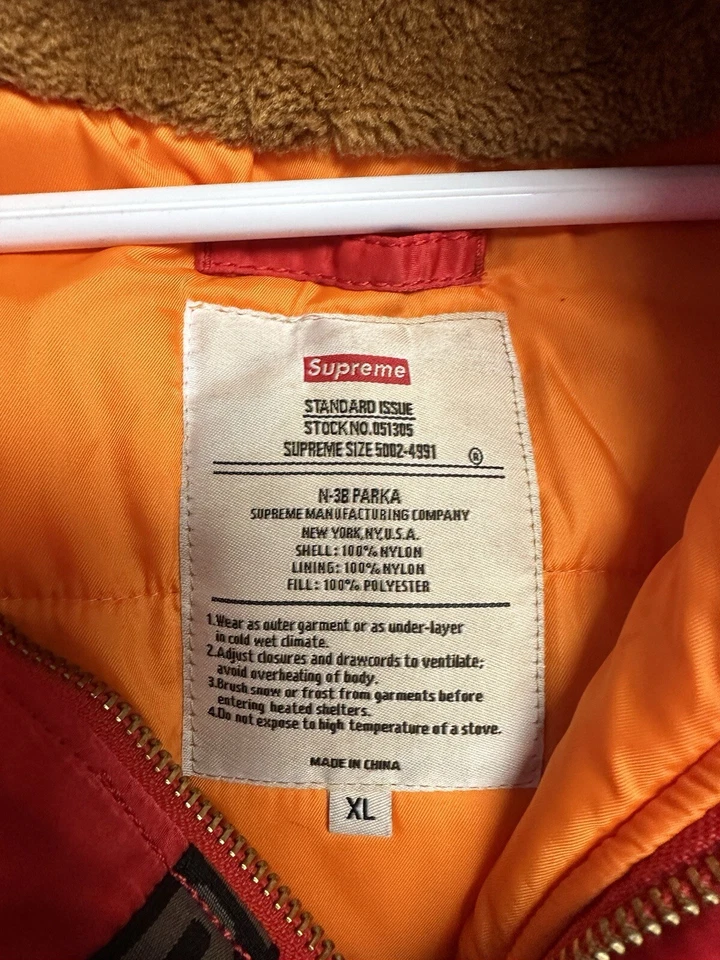 Supreme
STANDARD ISSUE
STOCK NO. 051305
SUPREME SIZE 5002-4991 ®
N-3B PARKA
SUPREME MANUFACTURING COMPANY
NEW YORK, NY, U.S.A.
SHELL: 100% NYLON
LINING: 100% NYLON
FILL: 100% POLYESTER
1.Wear as outer garment or as under-layer
in cold wet climate.
2.Adjust closures and drawcords to ventilate;
avoid overheating of body.
3.Brush snow or frost from garments before
entering heated shelters.
4.Do not expose to high temperature of a stove.
MADE IN CHINA
XL